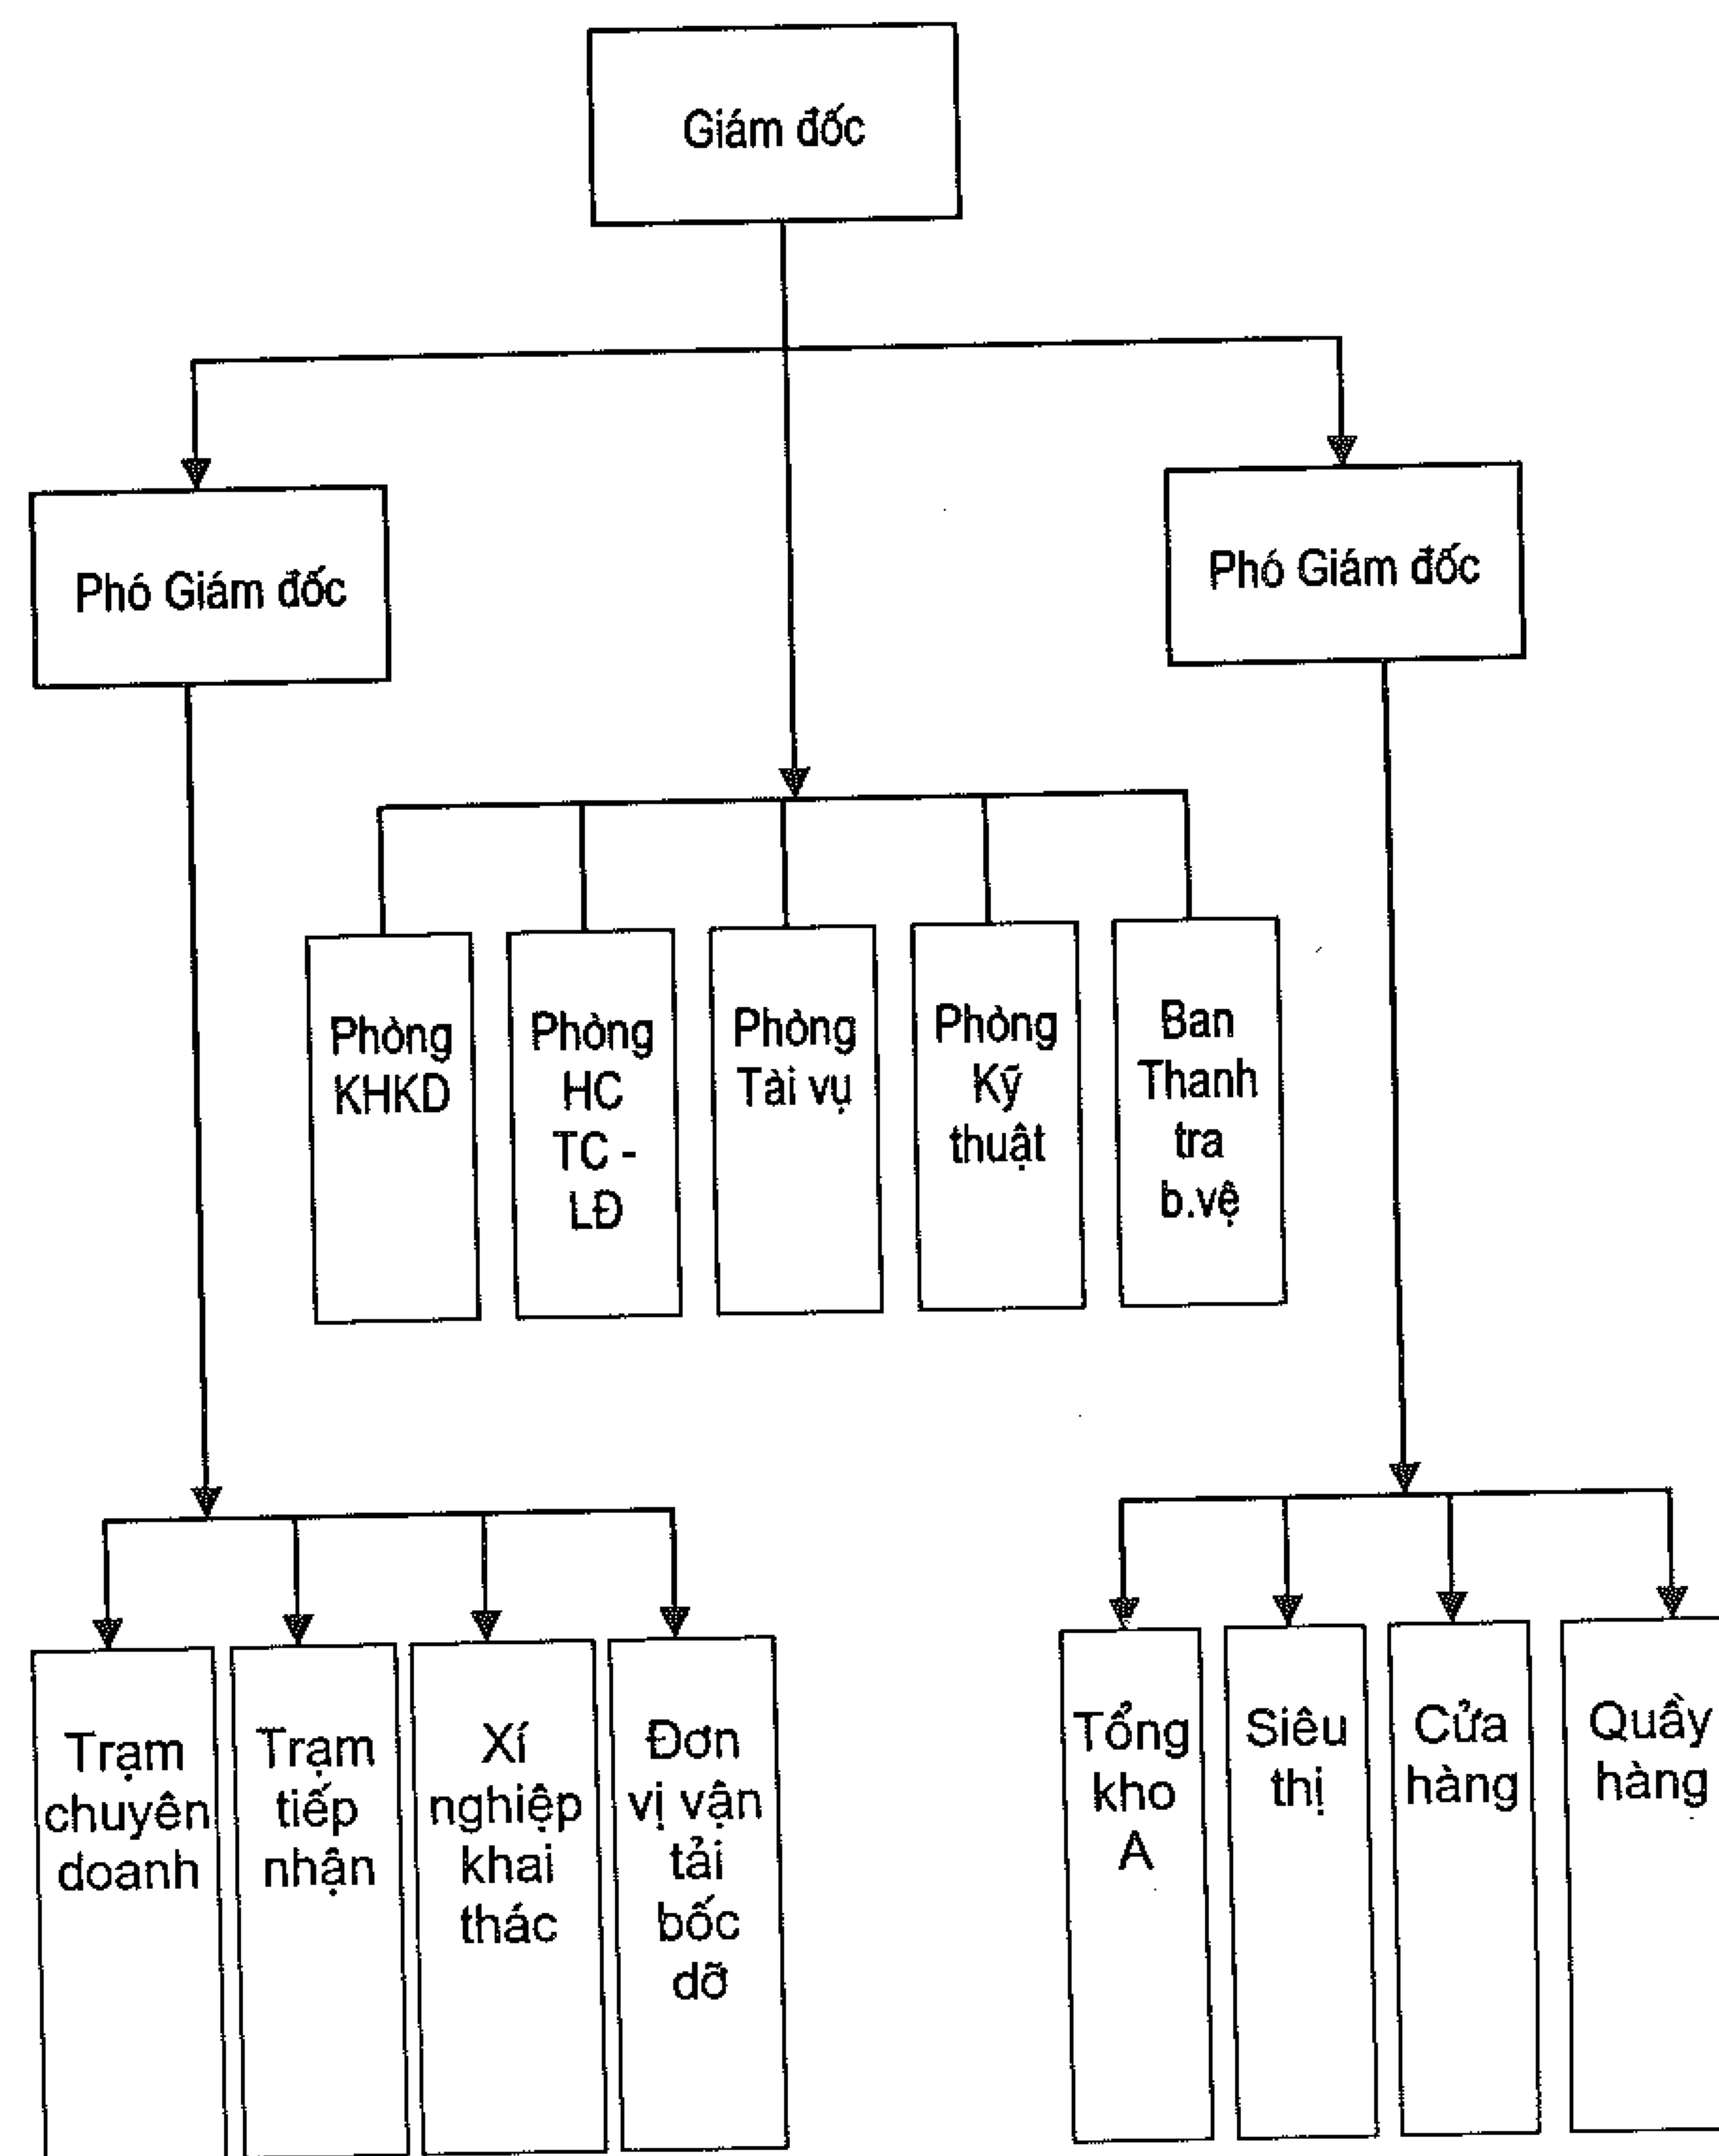 Giám đốc
Phó Giám đốc
Phó Giám đốc
Phòng
KHKD
Phòng
HC
TC -
LĐ
Phòng
Tài vụ
Phòng
Kỹ
thuật
Ban
Thanh
tra
b.vệ
Trạm
chuyên
doanh
Trạm
tiếp
nhận
Xí
nghiệp
khai
thác
Đơn
vị vận
tải
bốc
dỡ
Tổng
kho
A
Siêu
thị
Cửa
hàng
Quầy
hàng